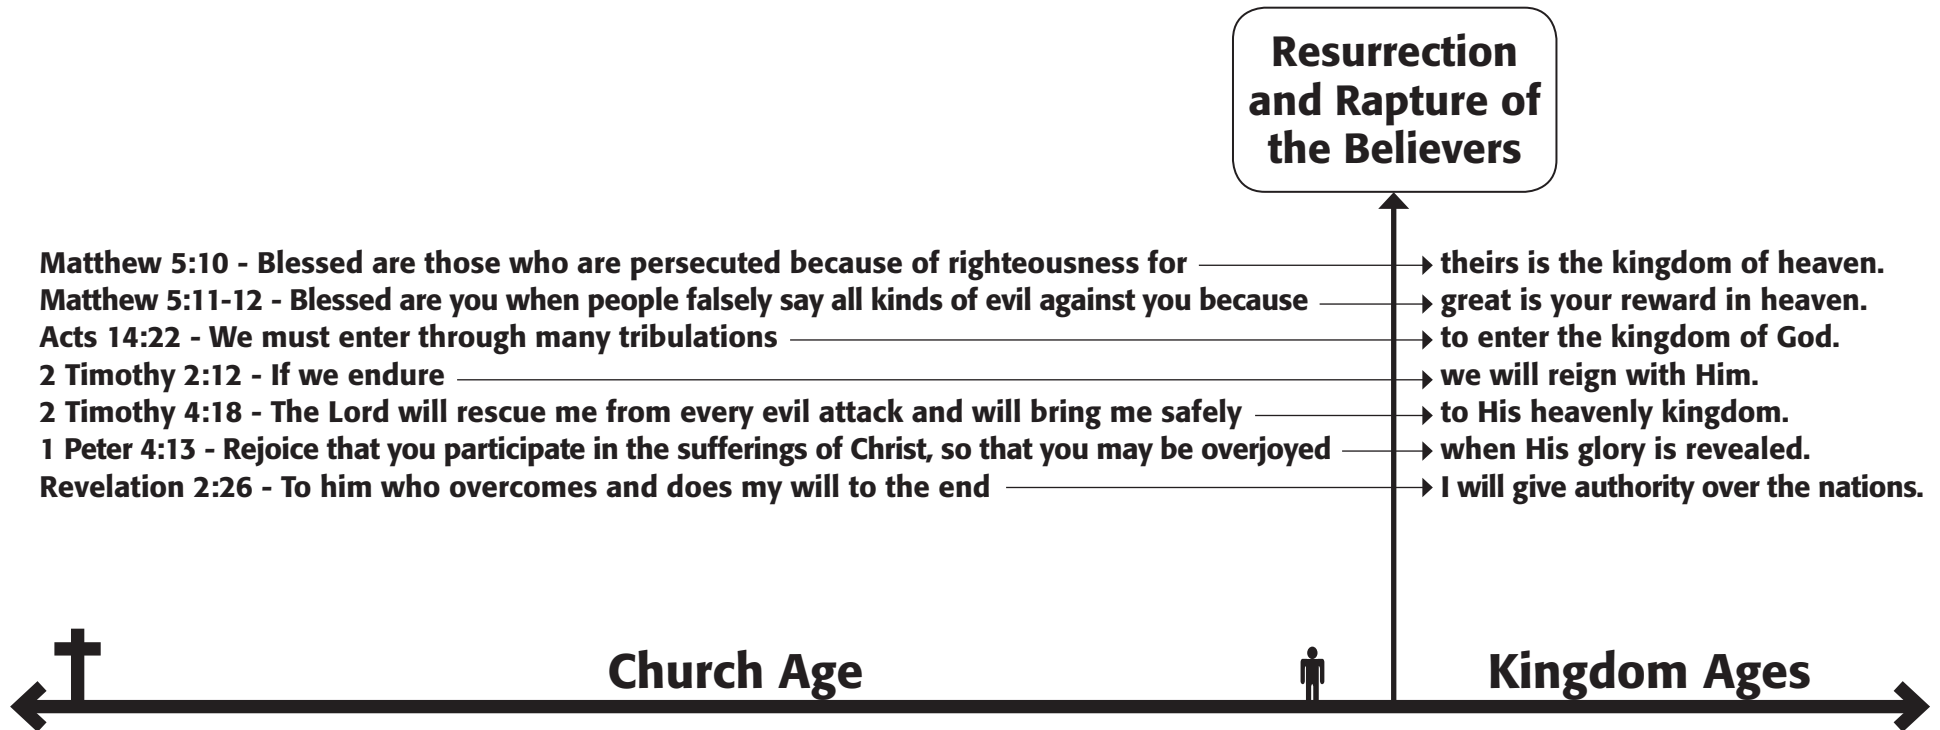 Resurrection
and Rapture of
the Believers
Matthew 5:10 - Blessed are those who are persecuted because of righteousness for theirs is the kingdom of heaven.
Matthew 5:11-12 - Blessed are you when people falsely say all kinds of evil against you because great is your reward in heaven.
Acts 14:22 - We must enter through many tribulations to enter the kingdom of God.
2 Timothy 2:12 - If we endure we will reign with Him.
2 Timothy 4:18 - The Lord will rescue me from every evil attack and will bring me safely to His heavenly kingdom.
1 Peter 4:13 - Rejoice that you participate in the sufferings of Christ, so that you may be overjoyed when His glory is revealed.
Revelation 2:26 - To him who overcomes and does my will to the end I will give authority over the nations.
Church Age Kingdom Ages